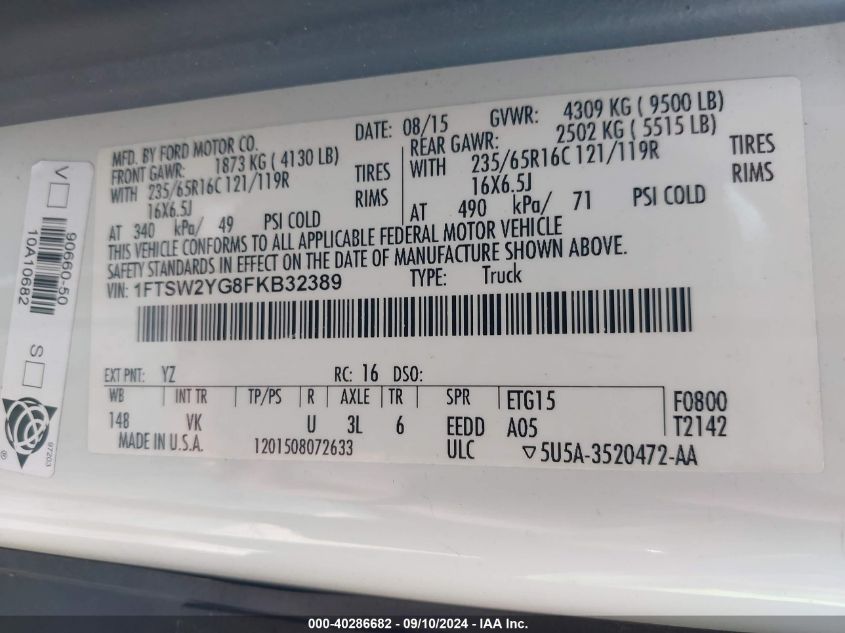 MFD. BY FORD MOTOR CO.
DATE: 08/15 GVWR: 4309 KG ( 9500 LB)
FRONT GAWR: 1873 KG ( 4130 LB)
WITH 235/65R16C 121/119R TIRES
16X6.5J RIMS
AT 340 kPa/ 49 PSI COLD
REAR GAWR: 2502 KG ( 5515 LB)
WITH 235/65R16C 121/119R TIRES
16X6.5J RIMS
AT 490 kPa/ 71 PSI COLD
THIS VEHICLE CONFORMS TO ALL APPLICABLE FEDERAL MOTOR VEHICLE
SAFETY STANDARDS IN EFFECT ON THE DATE OF MANUFACTURE SHOWN ABOVE.
VIN: 1FTSW2YG8FKB32389 TYPE: Truck
EXT PNT: YZ RC: 16 DSO:
WB INT TR TP/PS R AXLE TR SPR ETG15 F0800
148 VK U 3L 6 EEDD A05 T2142
MADE IN U.S.A. 1201508072633 ULC ▽5U5A-3520472-AA
V
90660-50
10A10682
S
97203
®
000-40286682 - 09/10/2024 - IAA Inc.